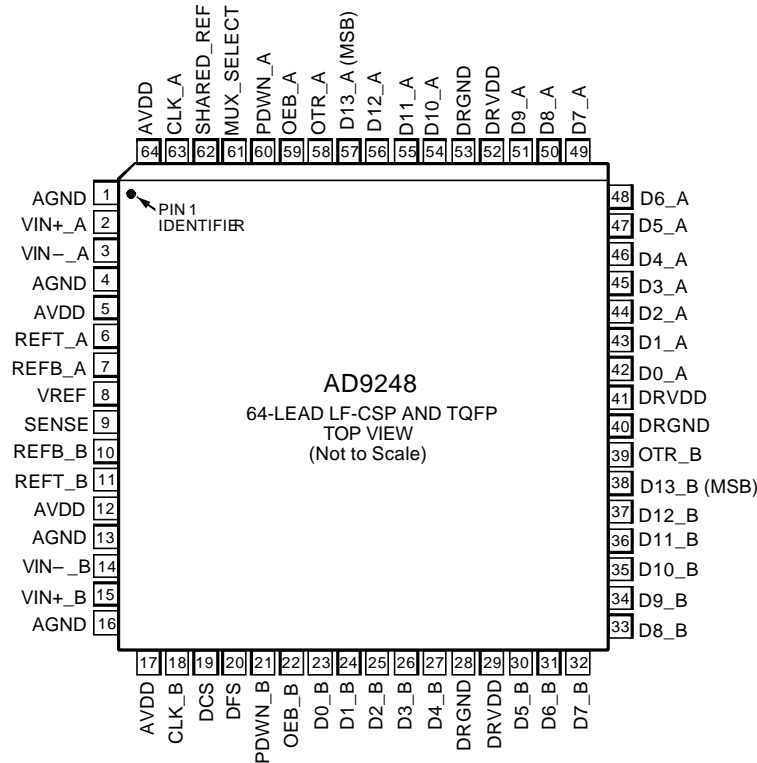 AVDD
CLK_A
SHARED_REF
MUX_SELECT
PDWN_A
OEB_A
OTR_A
D13_A (MSB)
D12_A
D11_A
D10_A
DRGND
DRVDD
D9_A
D8_A
D7_A
64 63 62 61 60 59 58 57 56 55 54 53 52 51 50 49
AGND 1
VIN+_A 2
VIN–_A 3
AGND 4
AVDD 5
REFT_A 6
REFB_A 7
VREF 8
SENSE 9
REFB_B 10
REFT_B 11
AVDD 12
AGND 13
VIN–_B 14
VIN+_B 15
AGND 16
PIN 1
IDENTIFIER
AD9248
64-LEAD LF-CSP AND TQFP
TOP VIEW
(Not to Scale)
48 D6_A
47 D5_A
46 D4_A
45 D3_A
44 D2_A
43 D1_A
42 D0_A
41 DRVDD
40 DRGND
39 OTR_B
38 D13_B (MSB)
37 D12_B
36 D11_B
35 D10_B
34 D9_B
33 D8_B
17 18 19 20 21 22 23 24 25 26 27 28 29 30 31 32
AVDD
CLK_B
DCS
DFS
PDWN_B
OEB_B
D0_B
D1_B
D2_B
D3_B
D4_B
DRGND
DRVDD
D5_B
D6_B
D7_B